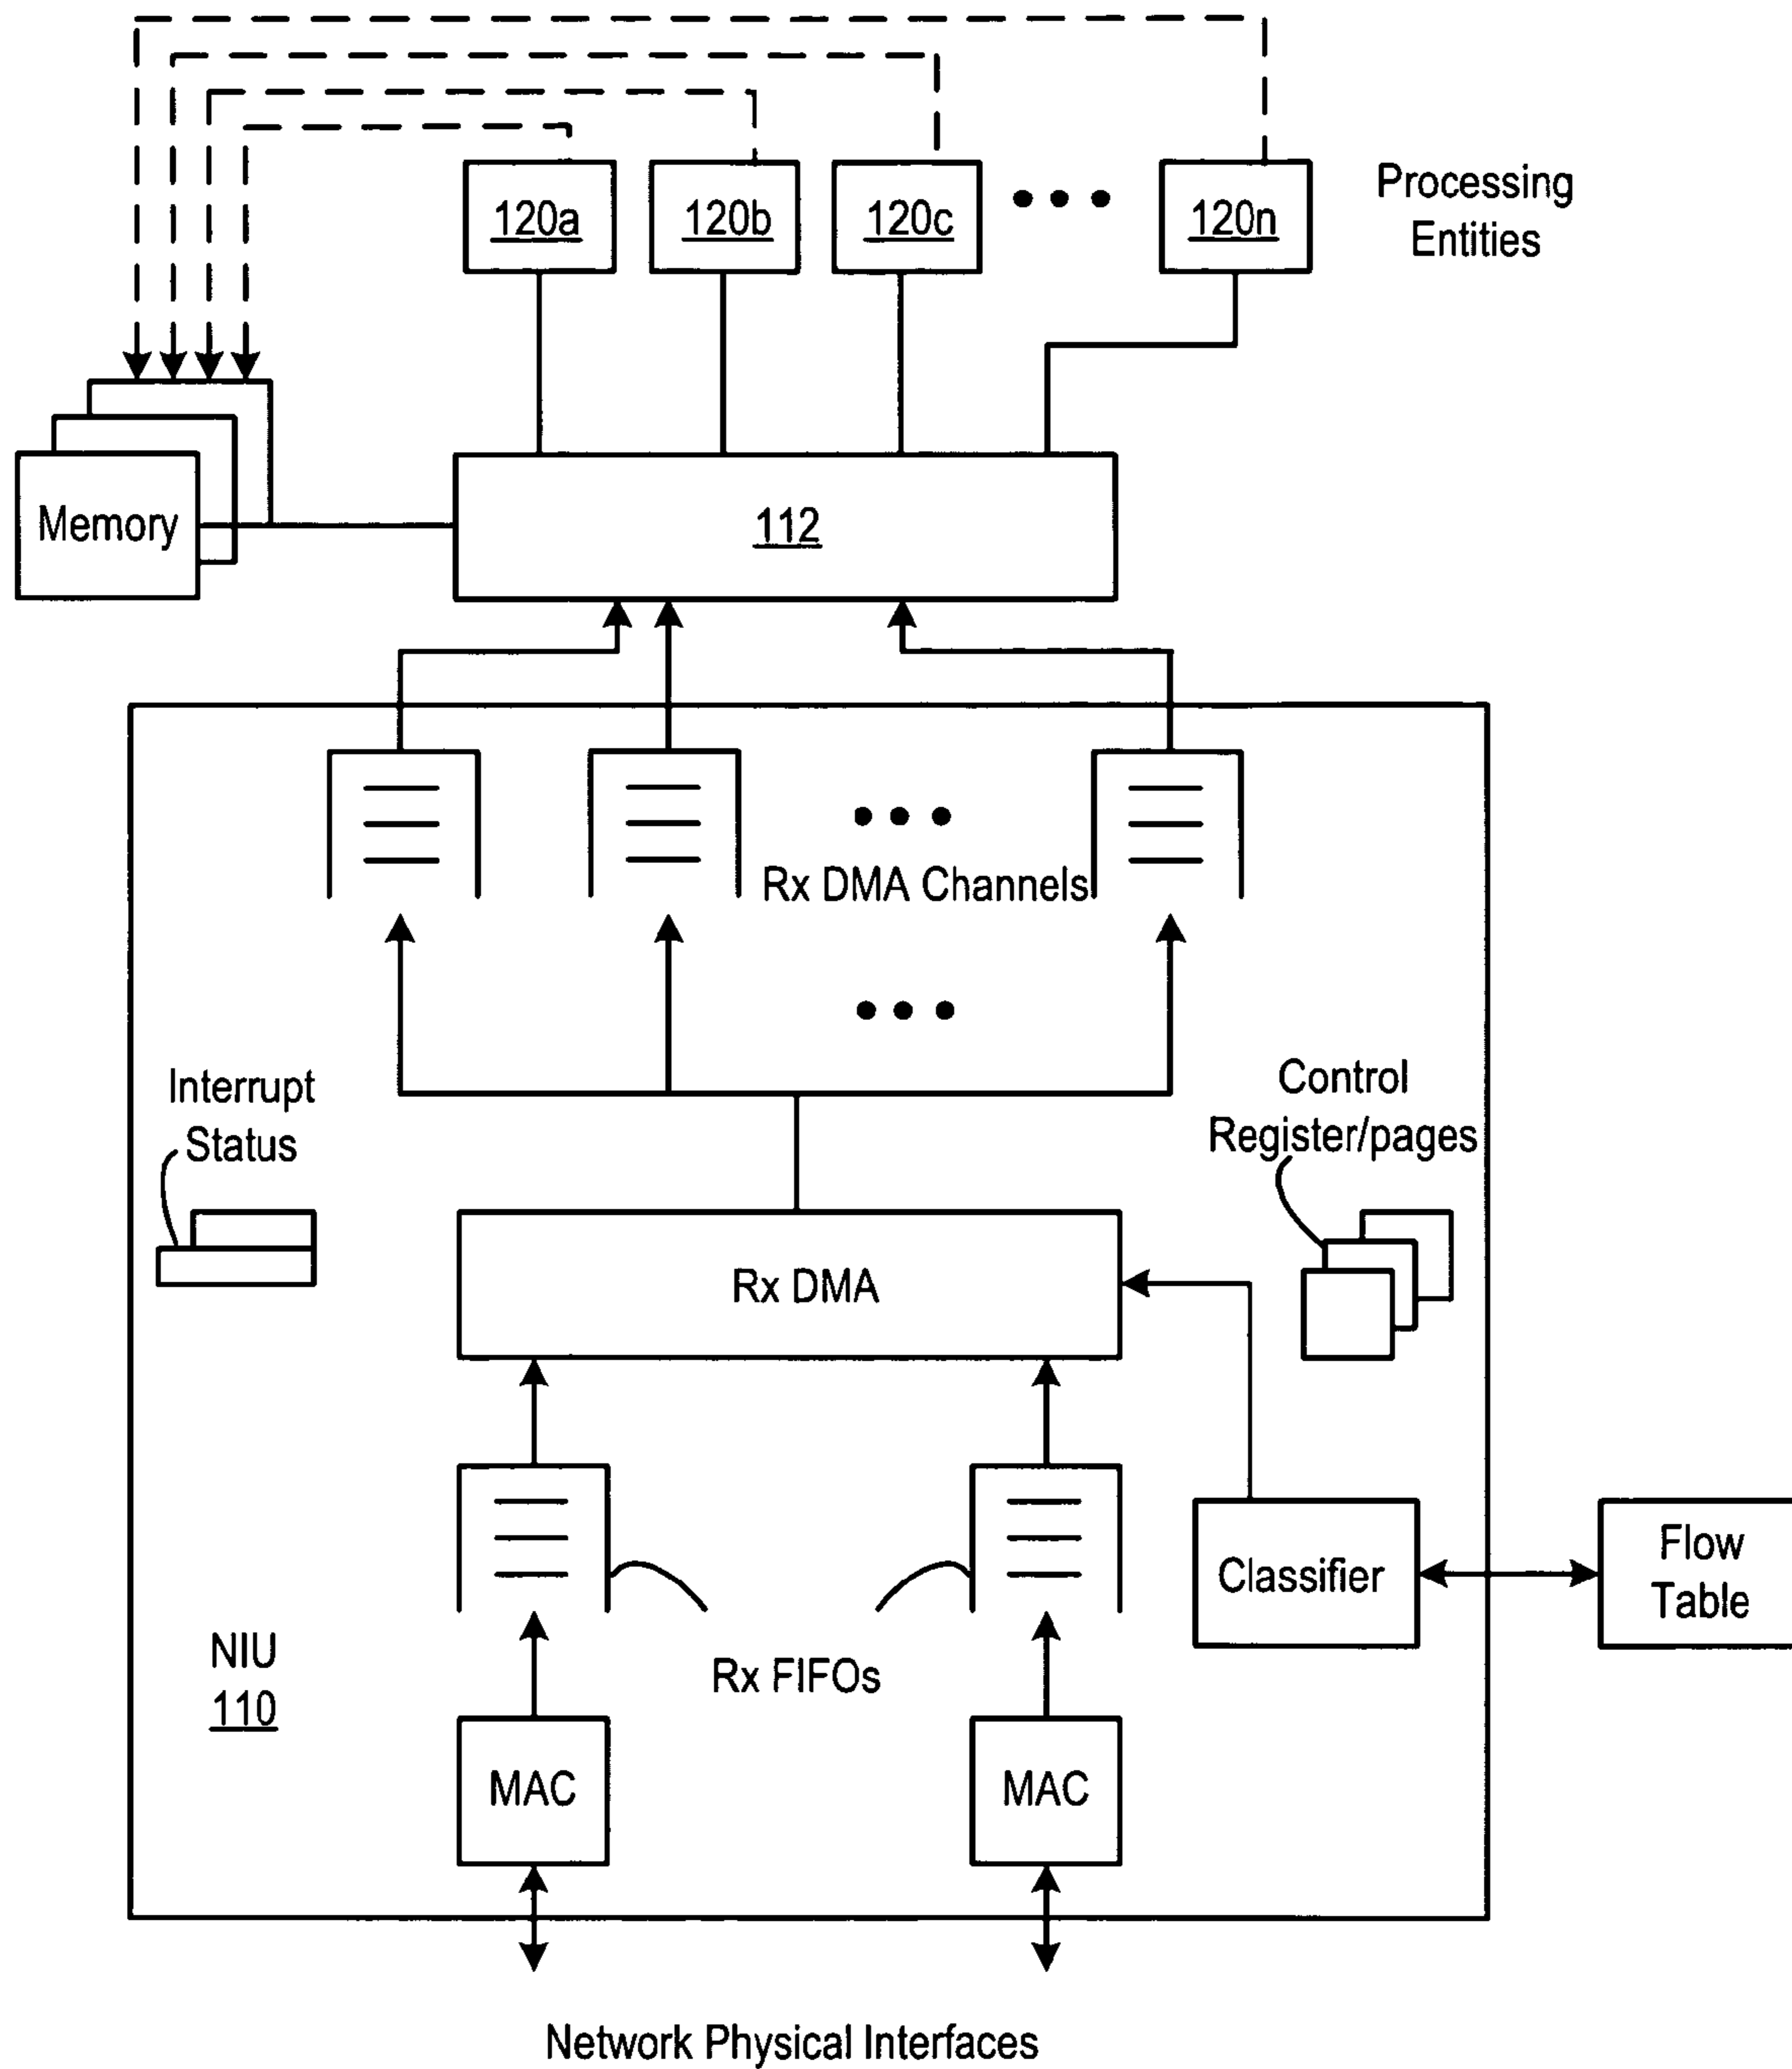 120a
120b
120c
120n
Processing
Entities
Memory
112
Rx DMA Channels
Interrupt
Status
Control
Register/pages
Rx DMA
Classifier
Flow
Table
NIU
110
Rx FIFOs
MAC
MAC
Network Physical Interfaces